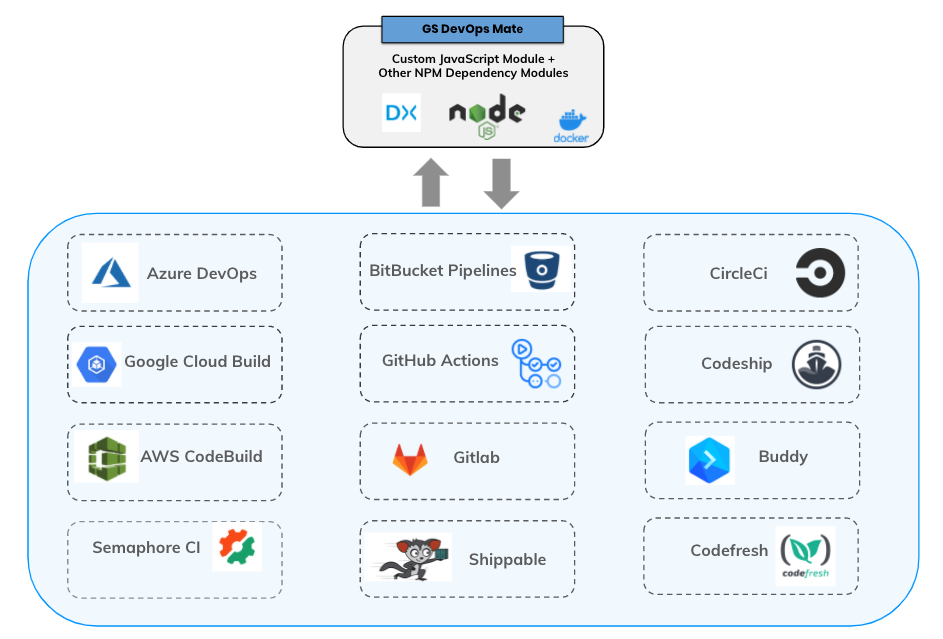 GS DevOps Mate
Custom JavaScript Module +
Other NPM Dependency Modules
DX
node
JS
docker
Azure DevOps
BitBucket Pipelines
CircleCi
Google Cloud Build
GitHub Actions
Codeship
AWS CodeBuild
Gitlab
Buddy
Semaphore CI
Shippable
Codefresh
codefresh